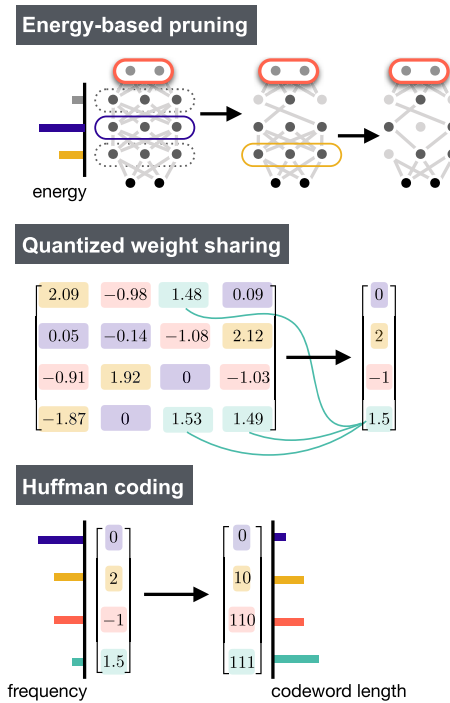 Energy-based pruning
energy
Quantized weight sharing
2.09 −0.98 1.48 0.09 0
0.05 −0.14 −1.08 2.12 2
−0.91 1.92 0 −1.03 −1
−1.87 0 1.53 1.49 1.5
Huffman coding
0 0
2 10
−1 110
1.5 111
frequency codeword length